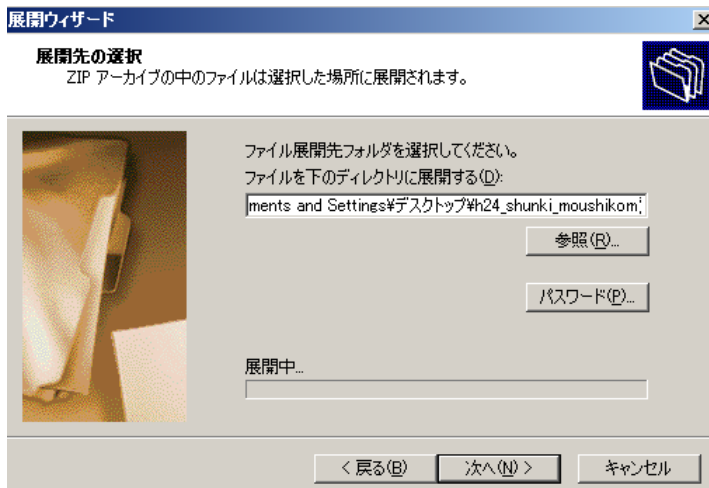 展開ウィザード
展開先の選択
ZIP アーカイブの中のファイルは選択した場所に展開されます。
ファイル展開先フォルダを選択してください。
ファイルを下のディレクトリに展開する(D):
ments and Settings¥デスクトップ¥h24_shunki_moushikom
参照(R)...
パスワード(P)...
展開中...
< 戻る(B)
次へ(N) >
キャンセル